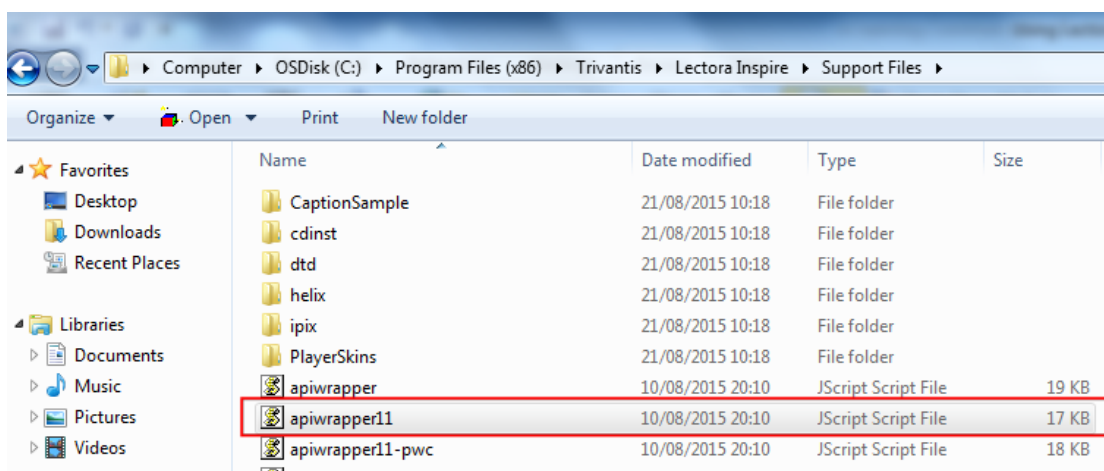 Computer OSDisk (C:) Program Files (x86) Trivantis Lectora Inspire Support Files
Organize Open Print New folder
Favorites
Desktop
Downloads
Recent Places
Libraries
Documents
Music
Pictures
Videos
Name Date modified Type Size
CaptionSample 21/08/2015 10:18 File folder
cdinst 21/08/2015 10:18 File folder
dtd 21/08/2015 10:18 File folder
helix 21/08/2015 10:18 File folder
ipix 21/08/2015 10:18 File folder
PlayerSkins 21/08/2015 10:18 File folder
apiwrapper 10/08/2015 20:10 JScript Script File 19 KB
apiwrapper11 10/08/2015 20:10 JScript Script File 17 KB
apiwrapper11-pwc 10/08/2015 20:10 JScript Script File 18 KB